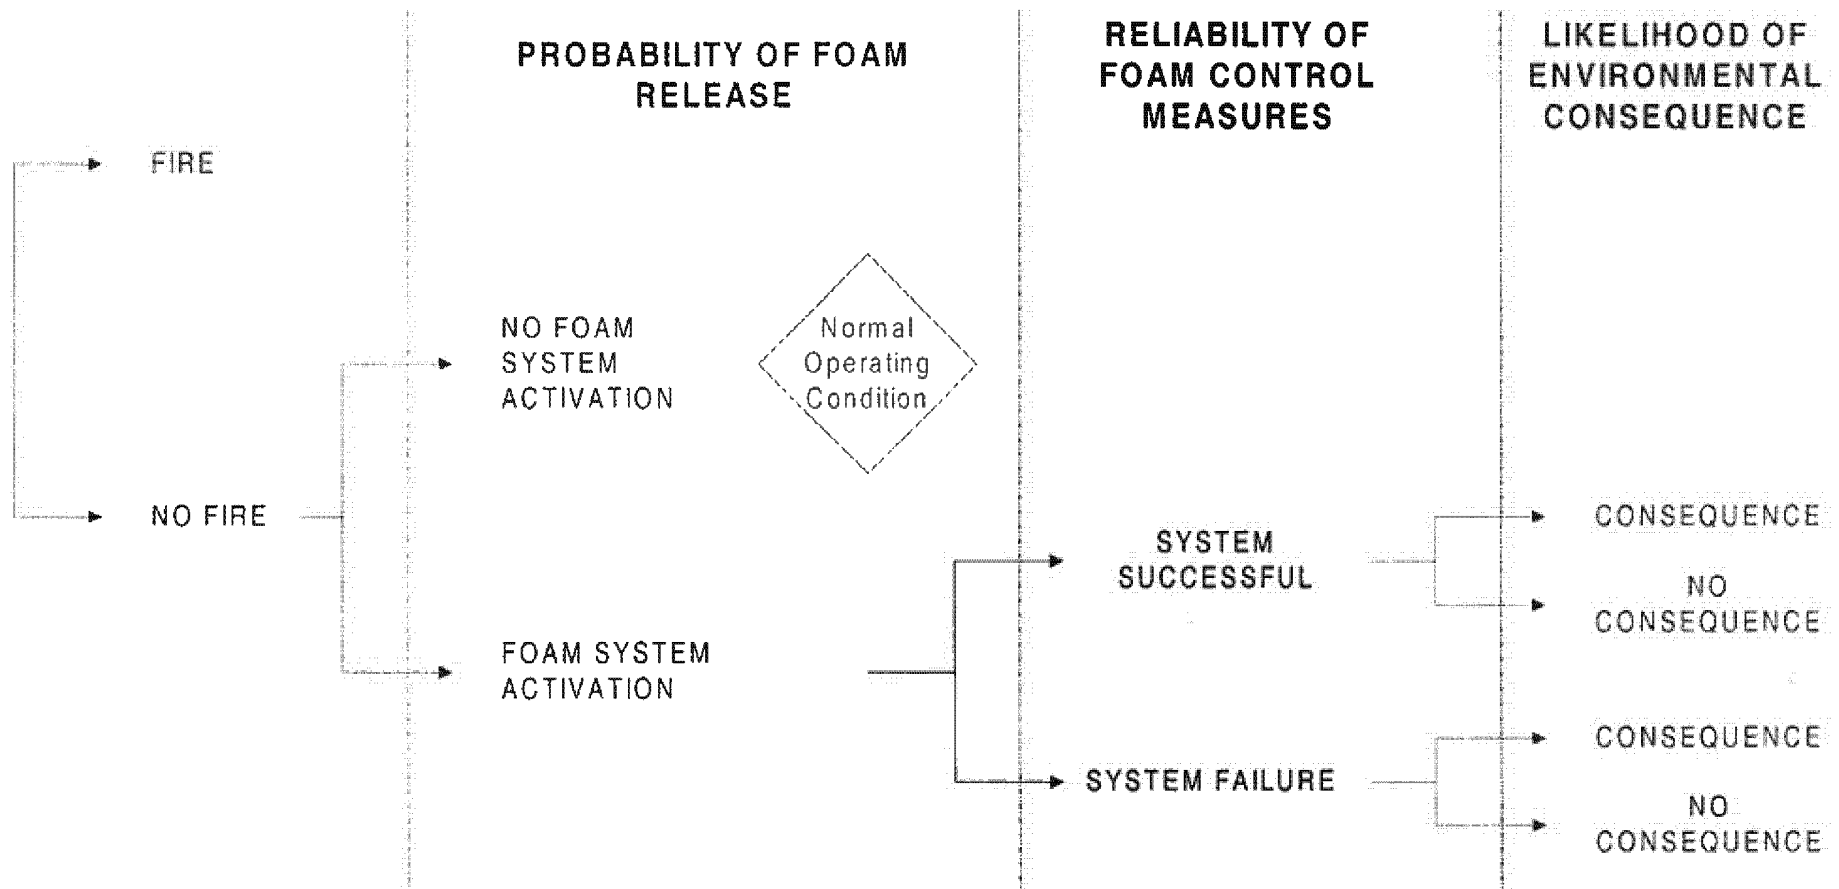 PROBABILITY OF FOAM
RELEASE
RELIABILITY OF
FOAM CONTROL
MEASURES
LIKELIHOOD OF
ENVIRONMENTAL
CONSEQUENCE
FIRE
NO FOAM
SYSTEM
ACTIVATION
Normal
Operating
Condition
NO FIRE
SYSTEM
SUCCESSFUL
CONSEQUENCE
NO
CONSEQUENCE
FOAM SYSTEM
ACTIVATION
SYSTEM FAILURE
CONSEQUENCE
NO
CONSEQUENCE